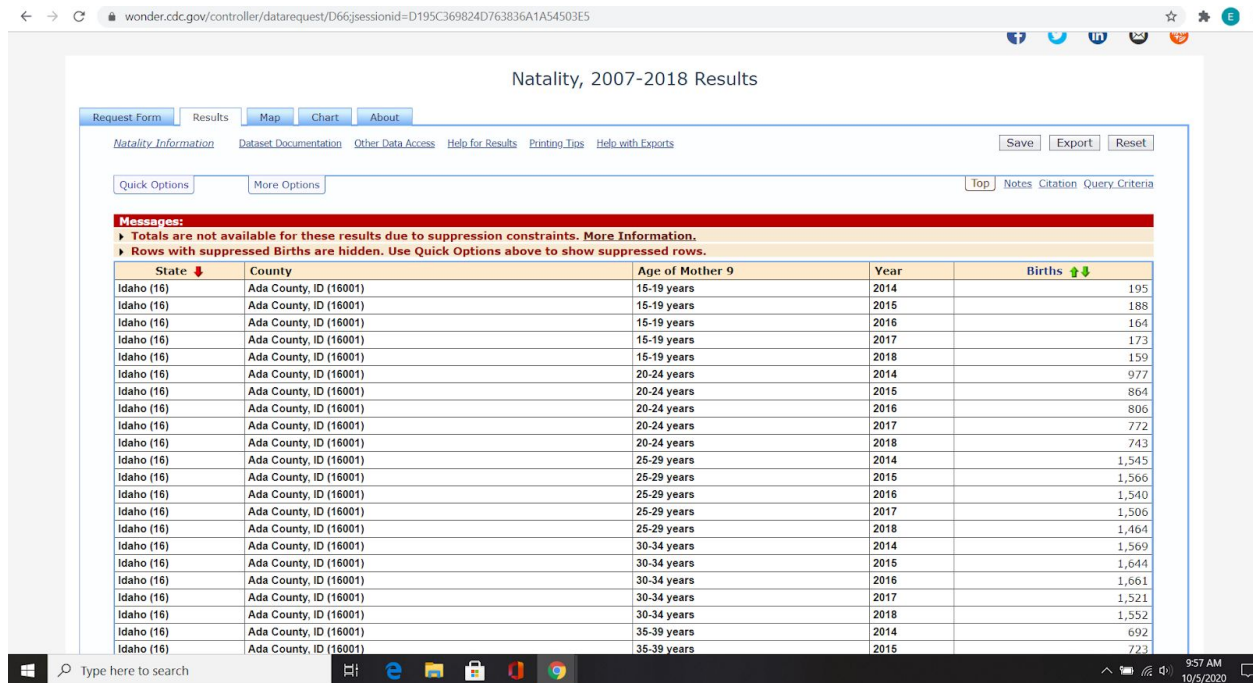 wonder.cdc.gov/controller/datarequest/D66;jsessionid=D195C369824D763836A1A54503E5
E
Natality, 2007-2018 Results
Request Form Results Map Chart About
Natality Information Dataset Documentation Other Data Access Help for Results Printing Tips Help with Exports Save Export Reset
Quick Options More Options Top Notes Citation Query Criteria
Messages:
Totals are not available for these results due to suppression constraints. More Information.
Rows with suppressed Births are hidden. Use Quick Options above to show suppressed rows.
State County Age of Mother 9 Year Births
Idaho (16) Ada County, ID (16001) 15-19 years 2014 195
Idaho (16) Ada County, ID (16001) 15-19 years 2015 188
Idaho (16) Ada County, ID (16001) 15-19 years 2016 164
Idaho (16) Ada County, ID (16001) 15-19 years 2017 173
Idaho (16) Ada County, ID (16001) 15-19 years 2018 159
Idaho (16) Ada County, ID (16001) 20-24 years 2014 977
Idaho (16) Ada County, ID (16001) 20-24 years 2015 864
Idaho (16) Ada County, ID (16001) 20-24 years 2016 806
Idaho (16) Ada County, ID (16001) 20-24 years 2017 772
Idaho (16) Ada County, ID (16001) 20-24 years 2018 743
Idaho (16) Ada County, ID (16001) 25-29 years 2014 1,545
Idaho (16) Ada County, ID (16001) 25-29 years 2015 1,566
Idaho (16) Ada County, ID (16001) 25-29 years 2016 1,540
Idaho (16) Ada County, ID (16001) 25-29 years 2017 1,506
Idaho (16) Ada County, ID (16001) 25-29 years 2018 1,464
Idaho (16) Ada County, ID (16001) 30-34 years 2014 1,569
Idaho (16) Ada County, ID (16001) 30-34 years 2015 1,644
Idaho (16) Ada County, ID (16001) 30-34 years 2016 1,661
Idaho (16) Ada County, ID (16001) 30-34 years 2017 1,521
Idaho (16) Ada County, ID (16001) 30-34 years 2018 1,552
Idaho (16) Ada County, ID (16001) 35-39 years 2014 692
Idaho (16) Ada County, ID (16001) 35-39 years 2015 723
Type here to search 9:57 AM
10/5/2020